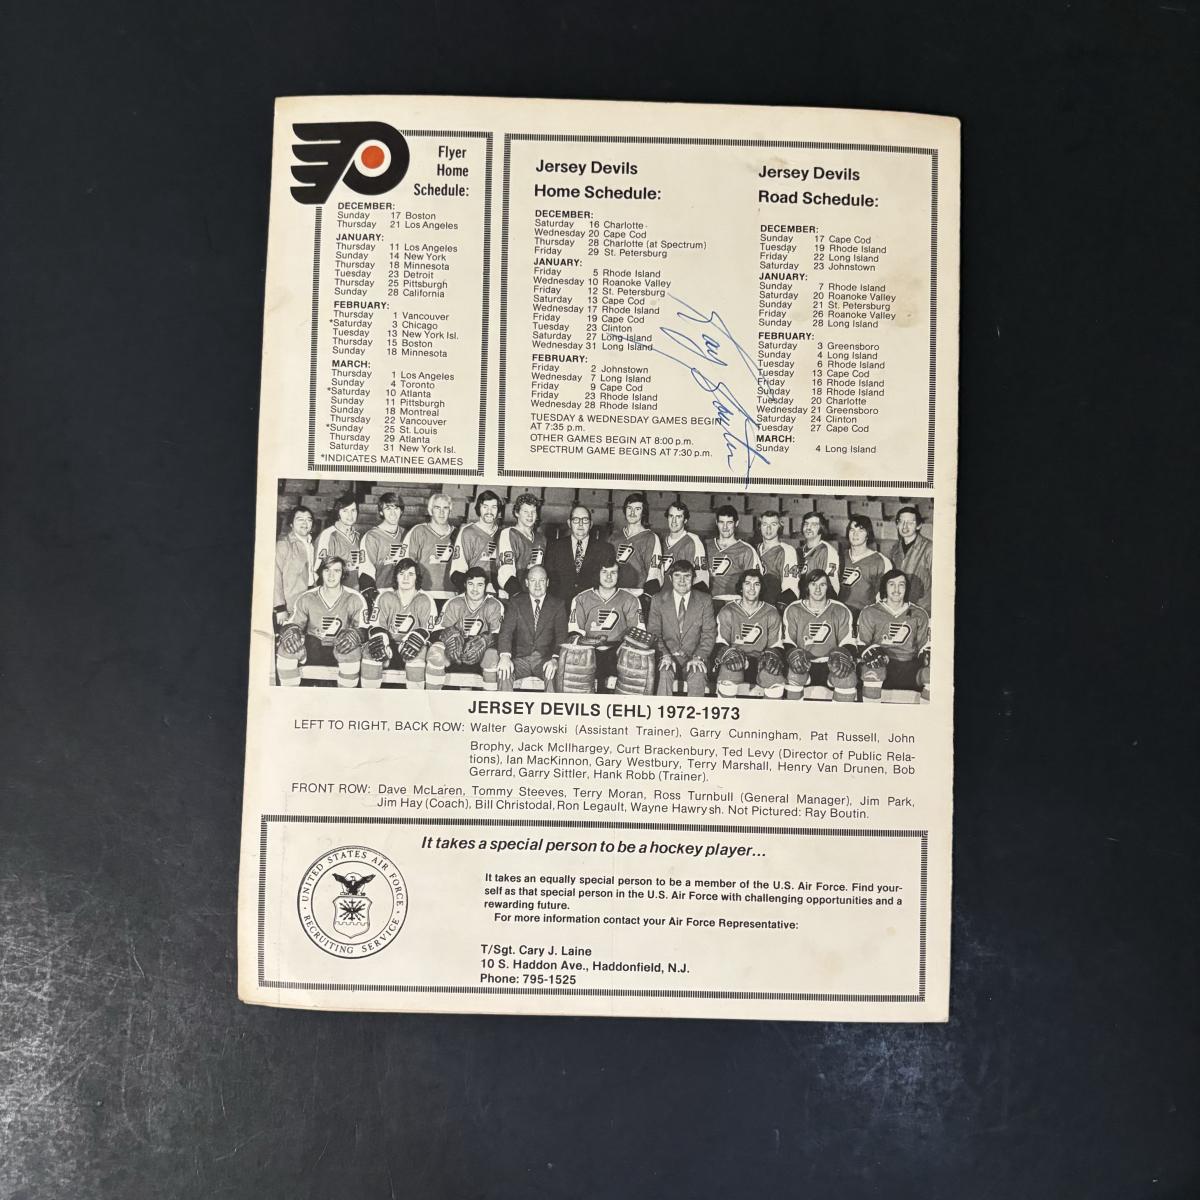 Flyer
Home
Schedule:
DECEMBER:
Sunday 17 Boston
Thursday 21 Los Angeles
JANUARY:
Thursday 11 Los Angeles
Sunday 14 New York
Thursday 18 Minnesota
Tuesday 23 Detroit
Thursday 25 Pittsburgh
Sunday 28 California
FEBRUARY:
Thursday 1 Vancouver
*Saturday 3 Chicago
Tuesday 13 New York Isl.
Thursday 15 Boston
Sunday 18 Minnesota
MARCH:
Thursday 1 Los Angeles
Sunday 4 Toronto
*Saturday 10 Atlanta
Sunday 11 Pittsburgh
Sunday 18 Montreal
Thursday 22 Vancouver
*Sunday 25 St. Louis
Thursday 29 Atlanta
Saturday 31 New York Isl.
*INDICATES MATINEE GAMES
Jersey Devils
Home Schedule:
DECEMBER:
Saturday 16 Charlotte
Wednesday 20 Cape Cod
Thursday 28 Charlotte (at Spectrum)
Friday 29 St. Petersburg
JANUARY:
Friday 5 Rhode Island
Wednesday 10 Roanoke Valley
Friday 12 St. Petersburg
Saturday 13 Cape Cod
Wednesday 17 Rhode Island
Friday 19 Cape Cod
Tuesday 23 Clinton
Saturday 27 Long Island
Wednesday 31 Long Island
FEBRUARY:
Friday 2 Johnstown
Wednesday 7 Long Island
Friday 9 Cape Cod
Friday 23 Rhode Island
Wednesday 28 Rhode Island
TUESDAY & WEDNESDAY GAMES BEGIN
AT 7:35 p.m.
OTHER GAMES BEGIN AT 8:00 p.m.
SPECTRUM GAME BEGINS AT 7:30 p.m.
Ray Boutin
Jersey Devils
Road Schedule:
DECEMBER:
Sunday 17 Cape Cod
Tuesday 19 Rhode Island
Friday 22 Long Island
Saturday 23 Johnstown
JANUARY:
Sunday 7 Rhode Island
Saturday 20 Roanoke Valley
Sunday 21 St. Petersburg
Friday 26 Roanoke Valley
Sunday 28 Long Island
FEBRUARY:
Saturday 3 Greensboro
Sunday 4 Long Island
Tuesday 6 Rhode Island
Tuesday 13 Cape Cod
Friday 16 Rhode Island
Sunday 18 Rhode Island
Tuesday 20 Charlotte
Wednesday 21 Greensboro
Saturday 24 Clinton
Tuesday 27 Cape Cod
MARCH:
Sunday 4 Long Island
JERSEY DEVILS (EHL) 1972-1973
LEFT TO RIGHT, BACK ROW: Walter Gayowski (Assistant Trainer), Garry Cunningham, Pat Russell, John
Brophy, Jack McIlhargey, Curt Brackenbury, Ted Levy (Director of Public Rela-
tions), Ian MacKinnon, Gary Westbury, Terry Marshall, Henry Van Drunen, Bob
Gerrard, Garry Sittler, Hank Robb (Trainer).
FRONT ROW: Dave McLaren, Tommy Steeves, Terry Moran, Ross Turnbull (General Manager), Jim Park,
Jim Hay (Coach), Bill Christodal, Ron Legault, Wayne Hawrysh. Not Pictured: Ray Boutin.
It takes a special person to be a hockey player...
UNITED STATES AIR FORCE
RECRUITING SERVICE
It takes an equally special person to be a member of the U.S. Air Force. Find your-
self as that special person in the U.S. Air Force with challenging opportunities and a
rewarding future.
For more information contact your Air Force Representative:
T/Sgt. Cary J. Laine
10 S. Haddon Ave., Haddonfield, N.J.
Phone: 795-1525